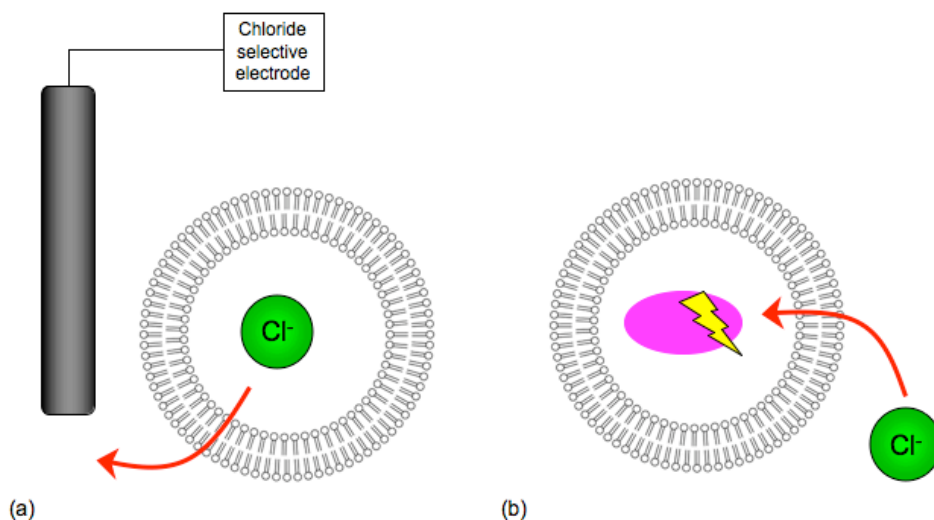 Chloride
selective
electrode
Cl⁻
Cl⁻
(a)
(b)